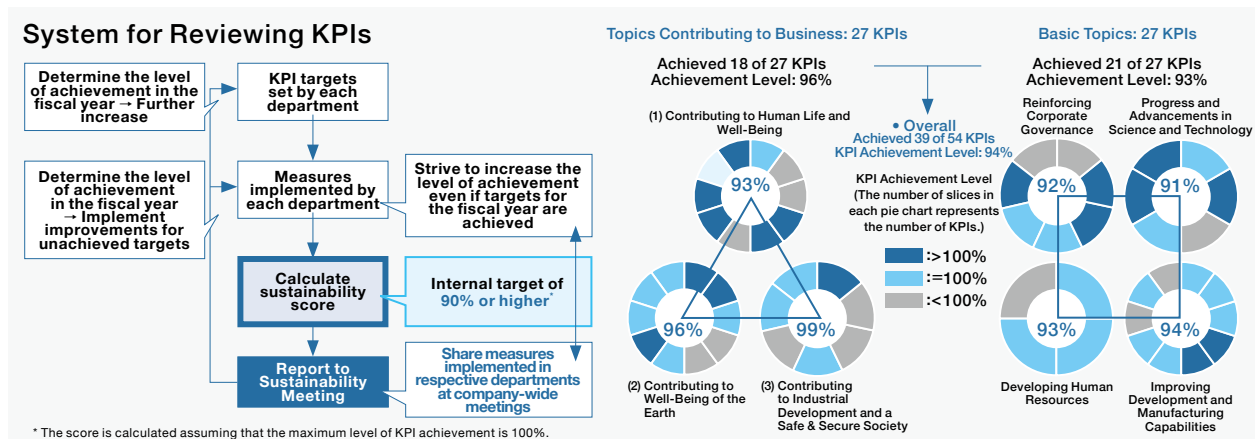 System for Reviewing KPIs
Determine the level
of achievement in the
fiscal year → Further
increase
KPI targets
set by each
department
Determine the level
of achievement
in the fiscal year
→ Implement
improvements for
unachieved targets
Measures
implemented by
each department
Strive to increase the
level of achievement
even if targets for
the fiscal year are
achieved
Calculate
sustainability
score
Internal target of
90% or higher*
Report to
Sustainability
Meeting
Share measures
implemented in
respective departments
at company-wide
meetings
* The score is calculated assuming that the maximum level of KPI achievement is 100%.
Topics Contributing to Business: 27 KPIs
Achieved 18 of 27 KPIs
Achievement Level: 96%
(1) Contributing to Human Life and
Well-Being
93%
96%
99%
(2) Contributing to
Well-Being of the
Earth
(3) Contributing
to Industrial
Development and a
Safe & Secure Society
• Overall
Achieved 39 of 54 KPIs
KPI Achievement Level: 94%
KPI Achievement Level
(The number of slices in
each pie chart represents
the number of KPIs.)
:>100%
:=100%
:<100%
Basic Topics: 27 KPIs
Achieved 21 of 27 KPIs
Achievement Level: 93%
Reinforcing
Corporate
Governance
Progress and
Advancements in
Science and Technology
92%
91%
93%
94%
Developing Human
Resources
Improving
Development and
Manufacturing
Capabilities